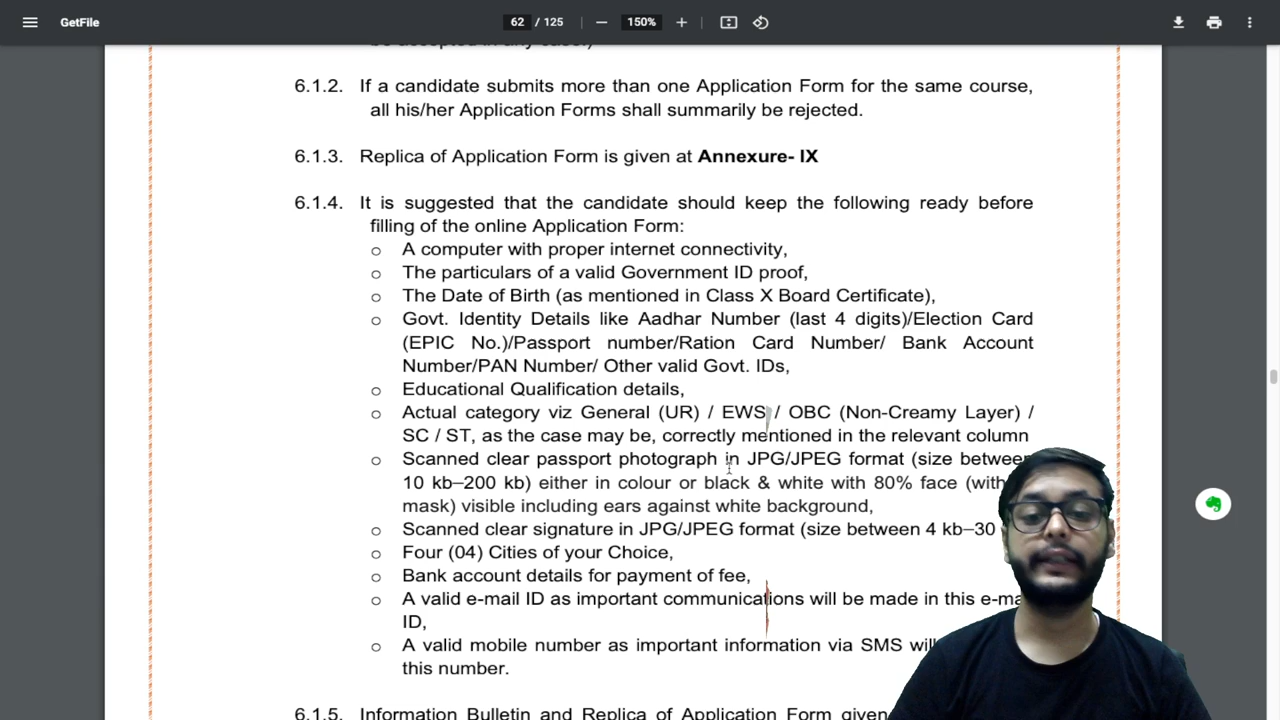 GetFile
62 / 125
150%
be accepted in any case.)
6.1.2. If a candidate submits more than one Application Form for the same course,
all his/her Application Forms shall summarily be rejected.
6.1.3. Replica of Application Form is given at Annexure- IX
6.1.4. It is suggested that the candidate should keep the following ready before
filling of the online Application Form:
o A computer with proper internet connectivity,
o The particulars of a valid Government ID proof,
o The Date of Birth (as mentioned in Class X Board Certificate),
o Govt. Identity Details like Aadhar Number (last 4 digits)/Election Card
(EPIC No.)/Passport number/Ration Card Number/ Bank Account
Number/PAN Number/ Other valid Govt. IDs,
o Educational Qualification details,
o Actual category viz General (UR) / EWS / OBC (Non-Creamy Layer) /
SC / ST, as the case may be, correctly mentioned in the relevant column
o Scanned clear passport photograph in JPG/JPEG format (size between
10 kb–200 kb) either in colour or black & white with 80% face
mask) visible including ears against white background,
o Scanned clear signature in JPG/JPEG format (size between 4 kb–30
o Four (04) Cities of your Choice,
o Bank account details for payment of fee,
o A valid e-mail ID as important communications will be made in this
ID,
o A valid mobile number as important information via SMS will
this number.
6.1.5. Information Bulletin and Replica of Application Form given